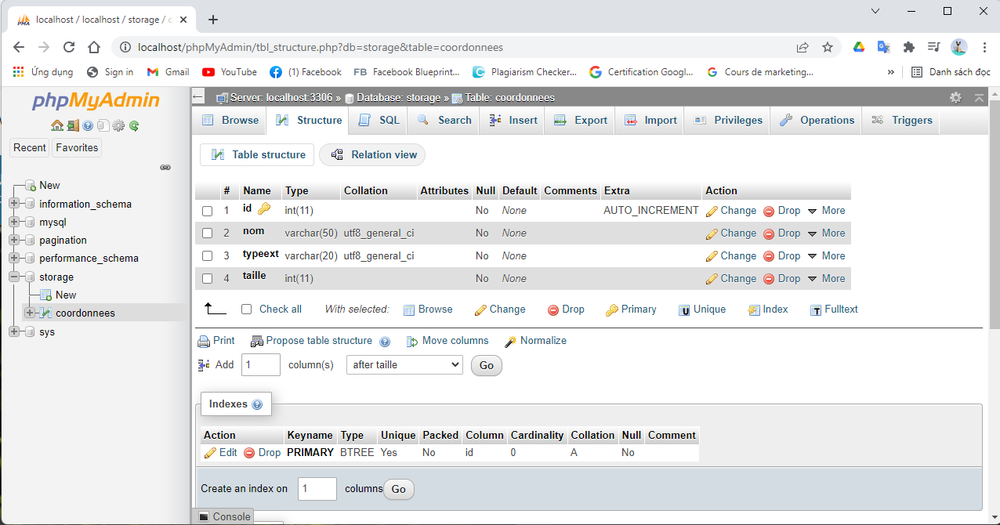 localhost / localhost / storage / c
localhost/phpMyAdmin/tbl_structure.php?db=storage&table=coordonnees
Ứng dụng Sign in Gmail YouTube (1) Facebook FB Facebook Blueprint... Plagiarism Checker... Certification Googl... Cours de marketing... » Danh sách đọc
phpMyAdmin
Recent Favorites
New
information_schema
mysql
pagination
performance_schema
storage
New
coordonnees
sys
Server: localhost:3306 » Database: storage » Table: coordonnees
Browse Structure SQL Search Insert Export Import Privileges Operations Triggers
Table structure Relation view
# Name Type Collation Attributes Null Default Comments Extra Action
1 id int(11) No None AUTO_INCREMENT Change Drop More
2 nom varchar(50) utf8_general_ci No None Change Drop More
3 typeext varchar(20) utf8_general_ci No None Change Drop More
4 taille int(11) No None Change Drop More
Check all With selected: Browse Change Drop Primary Unique Index Fulltext
Print Propose table structure Move columns Normalize
Add 1 column(s) after taille Go
Indexes
Action Keyname Type Unique Packed Column Cardinality Collation Null Comment
Edit Drop PRIMARY BTREE Yes No id 0 A No
Create an index on 1 columns Go
Console